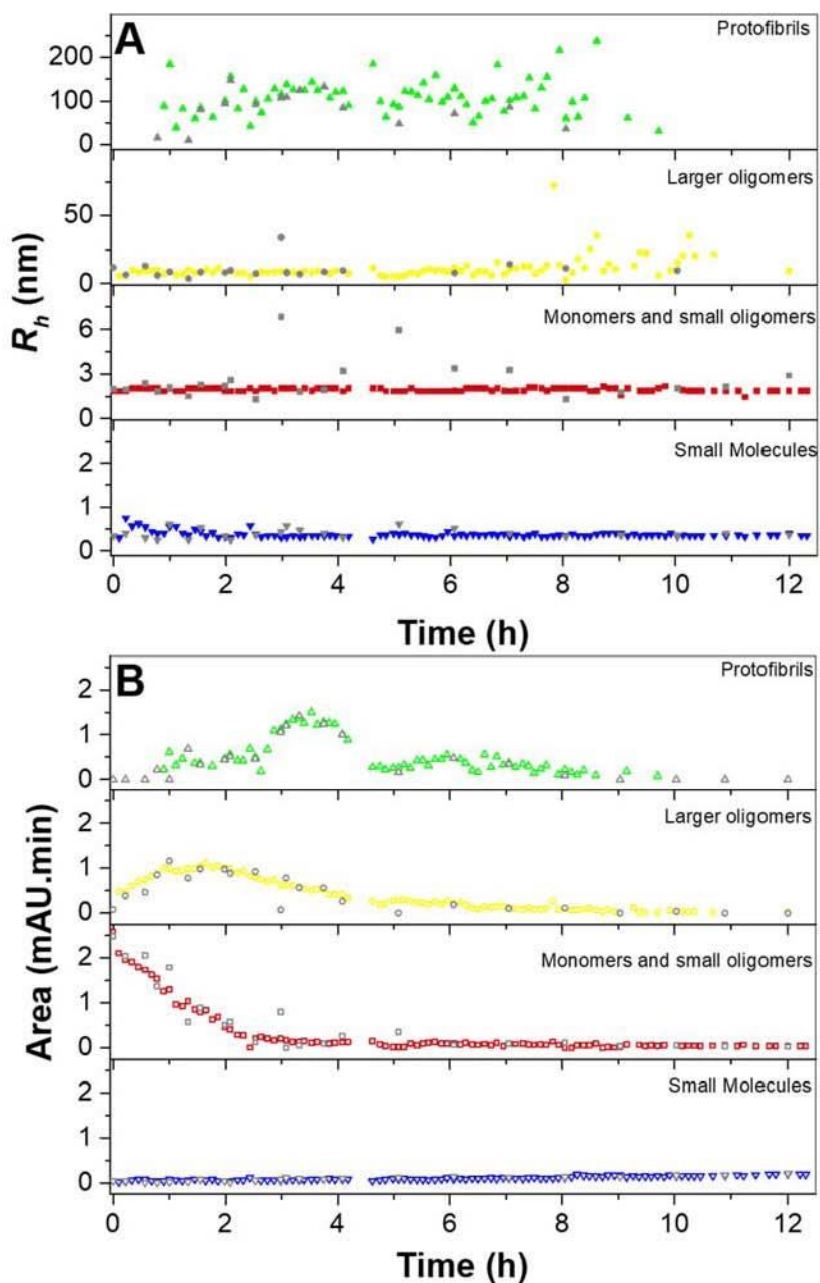 A
Protofibrils
200
100
0
Larger oligomers
50
0
Rh (nm)
Monomers and small oligomers
6
3
0
Small Molecules
2
1
0
0 2 4 6 8 10 12
Time (h)
B
Protofibrils
2
1
0
Larger oligomers
2
1
0
Area (mAU.min)
Monomers and small oligomers
2
1
0
Small Molecules
2
1
0
0 2 4 6 8 10 12
Time (h)